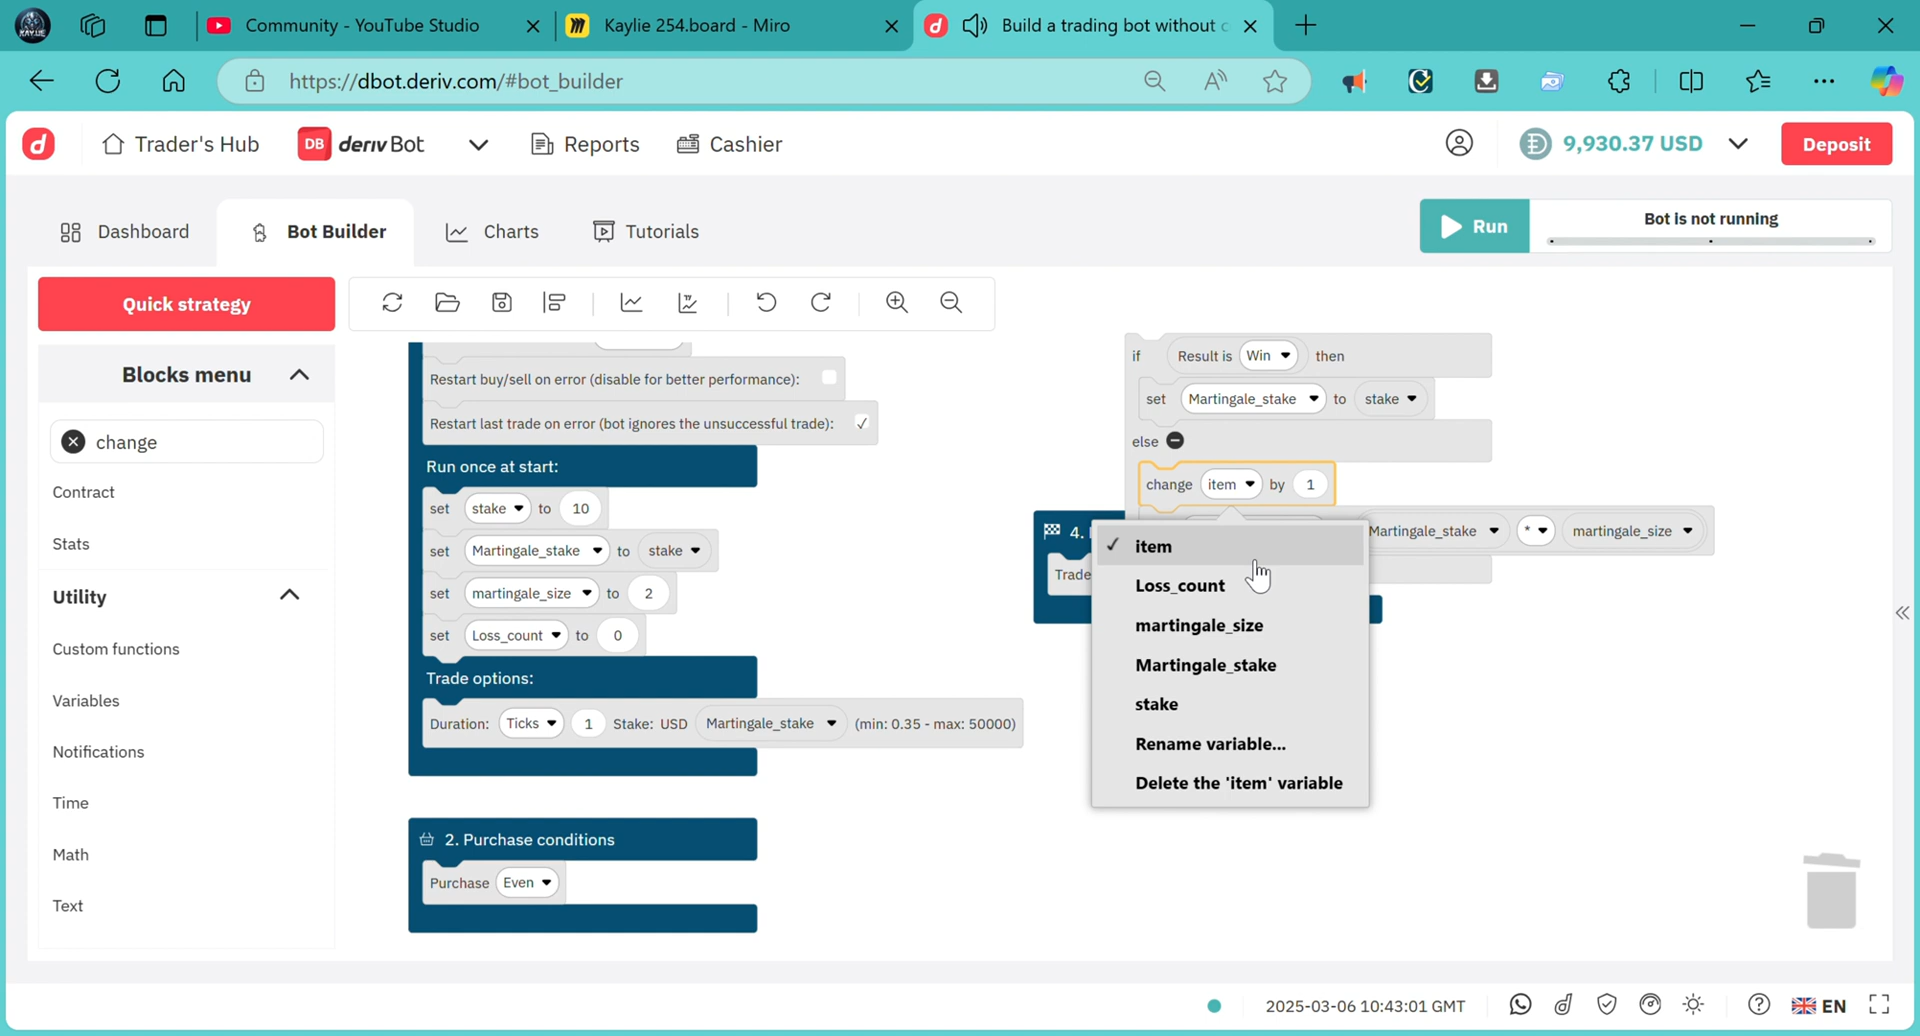 Community - YouTube Studio
Kaylie 254.board - Miro
Build a trading bot without c
https://dbot.deriv.com/#bot_builder
Trader's Hub
DB deriv Bot
Reports
Cashier
9,930.37 USD
Deposit
Dashboard
Bot Builder
Charts
Tutorials
Run
Bot is not running
Quick strategy
Blocks menu
change
Contract
Stats
Utility
Custom functions
Variables
Notifications
Time
Math
Text
Restart buy/sell on error (disable for better performance):
Restart last trade on error (bot ignores the unsuccessful trade): ✓
Run once at start:
set stake to 10
set Martingale_stake to stake
set martingale_size to 2
set Loss_count to 0
Trade options:
Duration: Ticks 1 Stake: USD Martingale_stake (min: 0.35 - max: 50000)
2. Purchase conditions
Purchase Even
if Result is Win then
set Martingale_stake to stake
else
change item by 1
Martingale_stake * martingale_size
4.
Trade
✓ item
Loss_count
martingale_size
Martingale_stake
stake
Rename variable...
Delete the 'item' variable
2025-03-06 10:43:01 GMT
EN